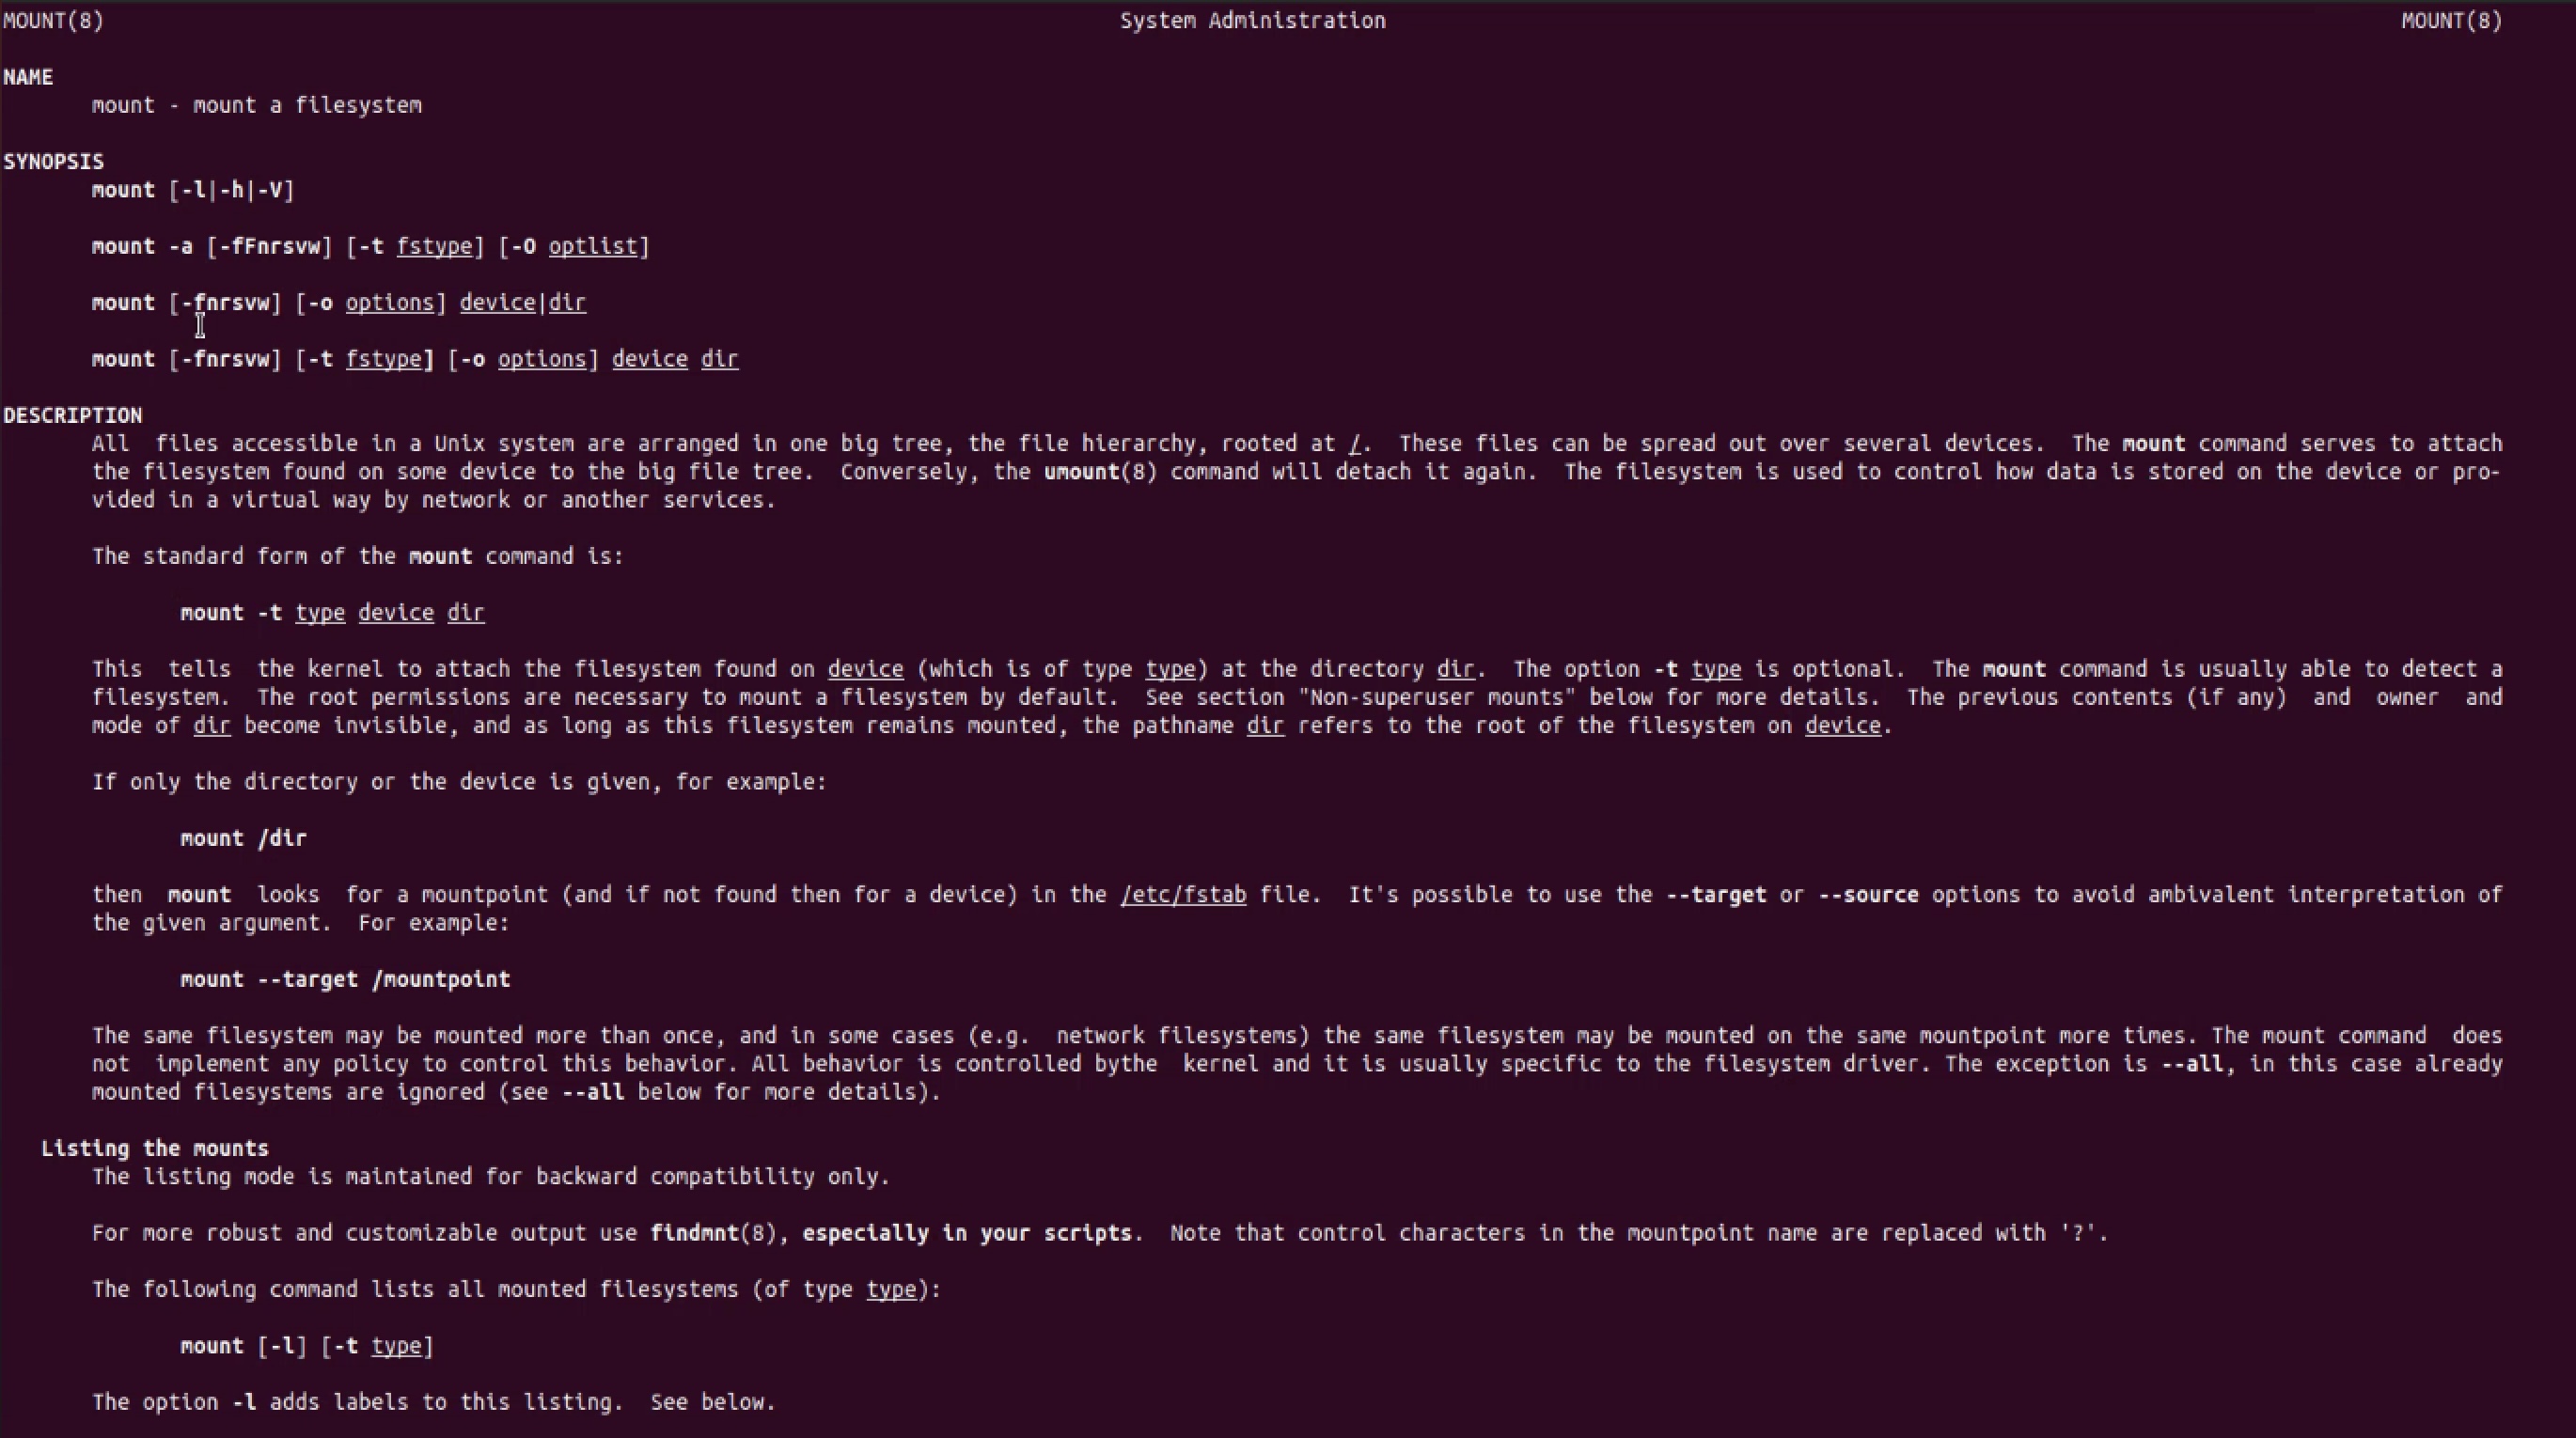 MOUNT(8) System Administration MOUNT(8)
NAME
mount - mount a filesystem
SYNOPSIS
mount [-l|-h|-V]
mount -a [-fFnrsvw] [-t fstype] [-O optlist]
mount [-fnrsvw] [-o options] device|dir
mount [-fnrsvw] [-t fstype] [-o options] device dir
DESCRIPTION
All  files accessible in a Unix system are arranged in one big tree, the file hierarchy, rooted at /.  These files can be spread out over several devices.  The mount command serves to attach
the filesystem found on some device to the big file tree.  Conversely, the umount(8) command will detach it again.  The filesystem is used to control how data is stored on the device or pro-
vided in a virtual way by network or another services.
The standard form of the mount command is:
mount -t type device dir
This  tells  the kernel to attach the filesystem found on device (which is of type type) at the directory dir.  The option -t type is optional.  The mount command is usually able to detect a
filesystem.  The root permissions are necessary to mount a filesystem by default.  See section "Non-superuser mounts" below for more details.  The previous contents (if any)  and  owner  and
mode of dir become invisible, and as long as this filesystem remains mounted, the pathname dir refers to the root of the filesystem on device.
If only the directory or the device is given, for example:
mount /dir
then  mount  looks  for a mountpoint (and if not found then for a device) in the /etc/fstab file.  It's possible to use the --target or --source options to avoid ambivalent interpretation of
the given argument.  For example:
mount --target /mountpoint
The same filesystem may be mounted more than once, and in some cases (e.g.  network filesystems) the same filesystem may be mounted on the same mountpoint more times. The mount command  does
not  implement any policy to control this behavior. All behavior is controlled bythe  kernel and it is usually specific to the filesystem driver. The exception is --all, in this case already
mounted filesystems are ignored (see --all below for more details).
Listing the mounts
The listing mode is maintained for backward compatibility only.
For more robust and customizable output use findmnt(8), especially in your scripts.  Note that control characters in the mountpoint name are replaced with '?'.
The following command lists all mounted filesystems (of type type):
mount [-l] [-t type]
The option -l adds labels to this listing.  See below.